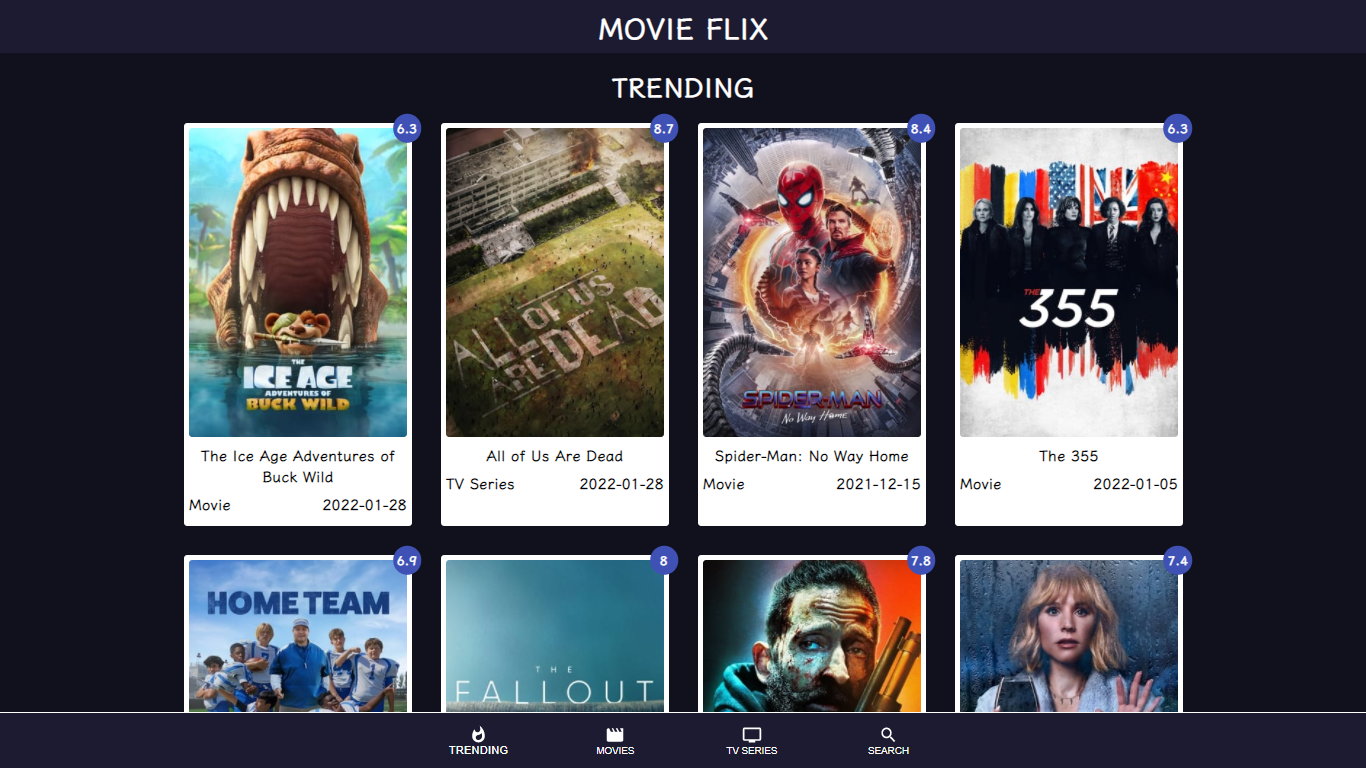 MOVIE FLIX
TRENDING
6.3
8.7
8.4
6.3
THE
ICE AGE
ADVENTURES OF
BUCK WILD
ALL OF US
ARE DEAD
SPIDER-MAN
No Way Home
THE
355
The Ice Age Adventures of
Buck Wild
Movie 2022-01-28
All of Us Are Dead
TV Series 2022-01-28
Spider-Man: No Way Home
Movie 2021-12-15
The 355
Movie 2022-01-05
6.9
8
7.8
7.4
HOME TEAM
THE
FALLOUT
TRENDING
MOVIES
TV SERIES
SEARCH